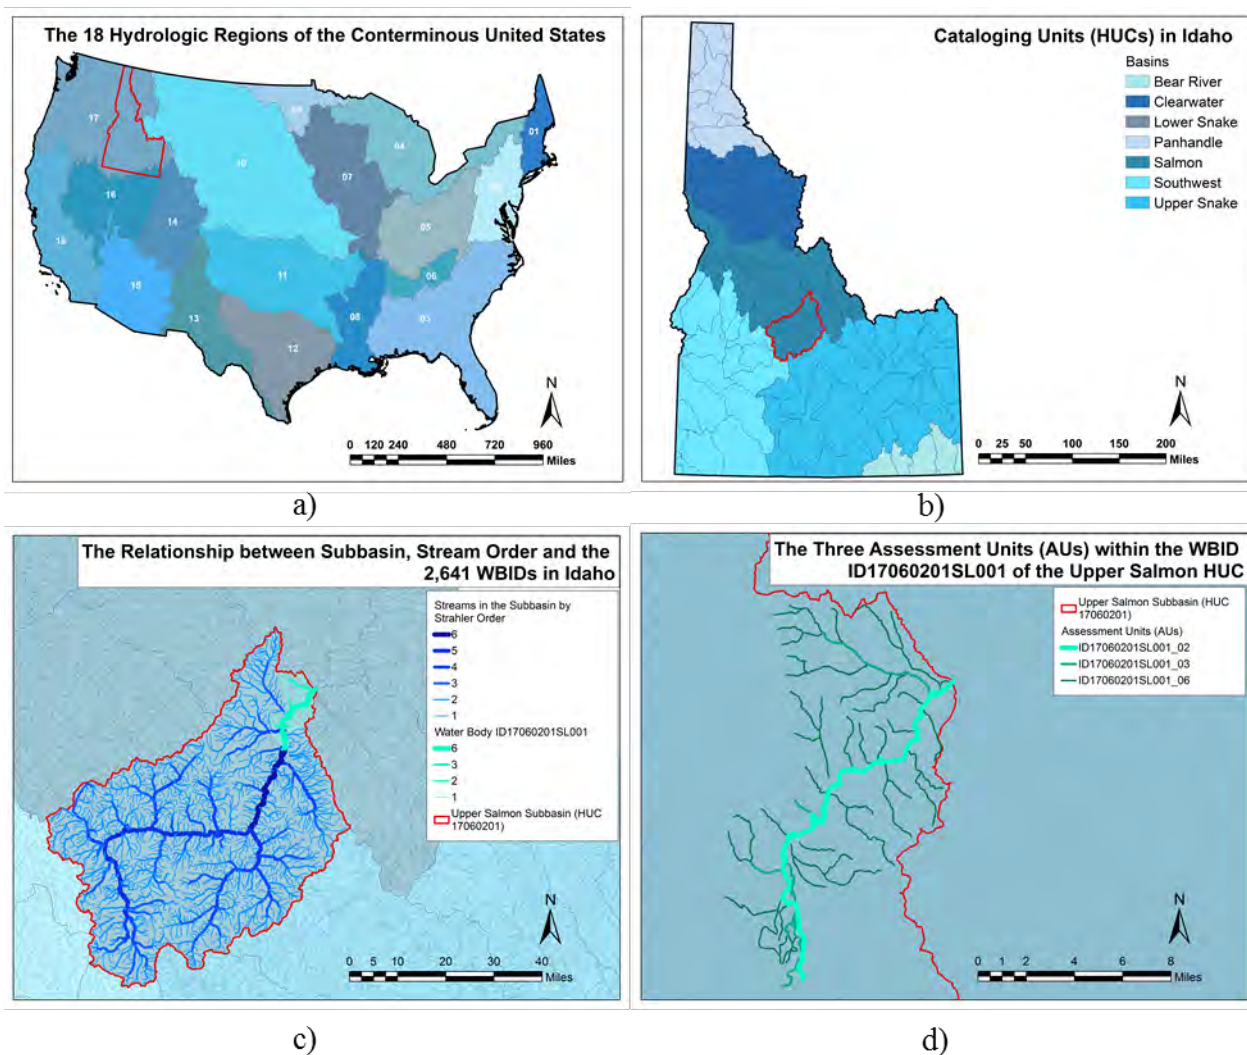 The 18 Hydrologic Regions of the Conterminous United States
17
09
04
01
10
07
16
14
05
18
11
06
15
13
08
03
12
N
0 120 240 480 720 960
Miles
a)
Cataloging Units (HUCs) in Idaho
Basins
Bear River
Clearwater
Lower Snake
Panhandle
Salmon
Southwest
Upper Snake
N
0 25 50 100 150 200
Miles
b)
The Relationship between Subbasin, Stream Order and the
2,641 WBIDs in Idaho
Streams in the Subbasin by
Strahler Order
6
5
4
3
2
1
Water Body ID17060201SL001
6
3
2
1
Upper Salmon Subbasin (HUC
17060201)
N
0 5 10 20 30 40
Miles
c)
The Three Assessment Units (AUs) within the WBID
ID17060201SL001 of the Upper Salmon HUC
Upper Salmon Subbasin (HUC
17060201)
Assessment Units (AUs)
ID17060201SL001_02
ID17060201SL001_03
ID17060201SL001_06
N
0 1 2 4 6 8
Miles
d)